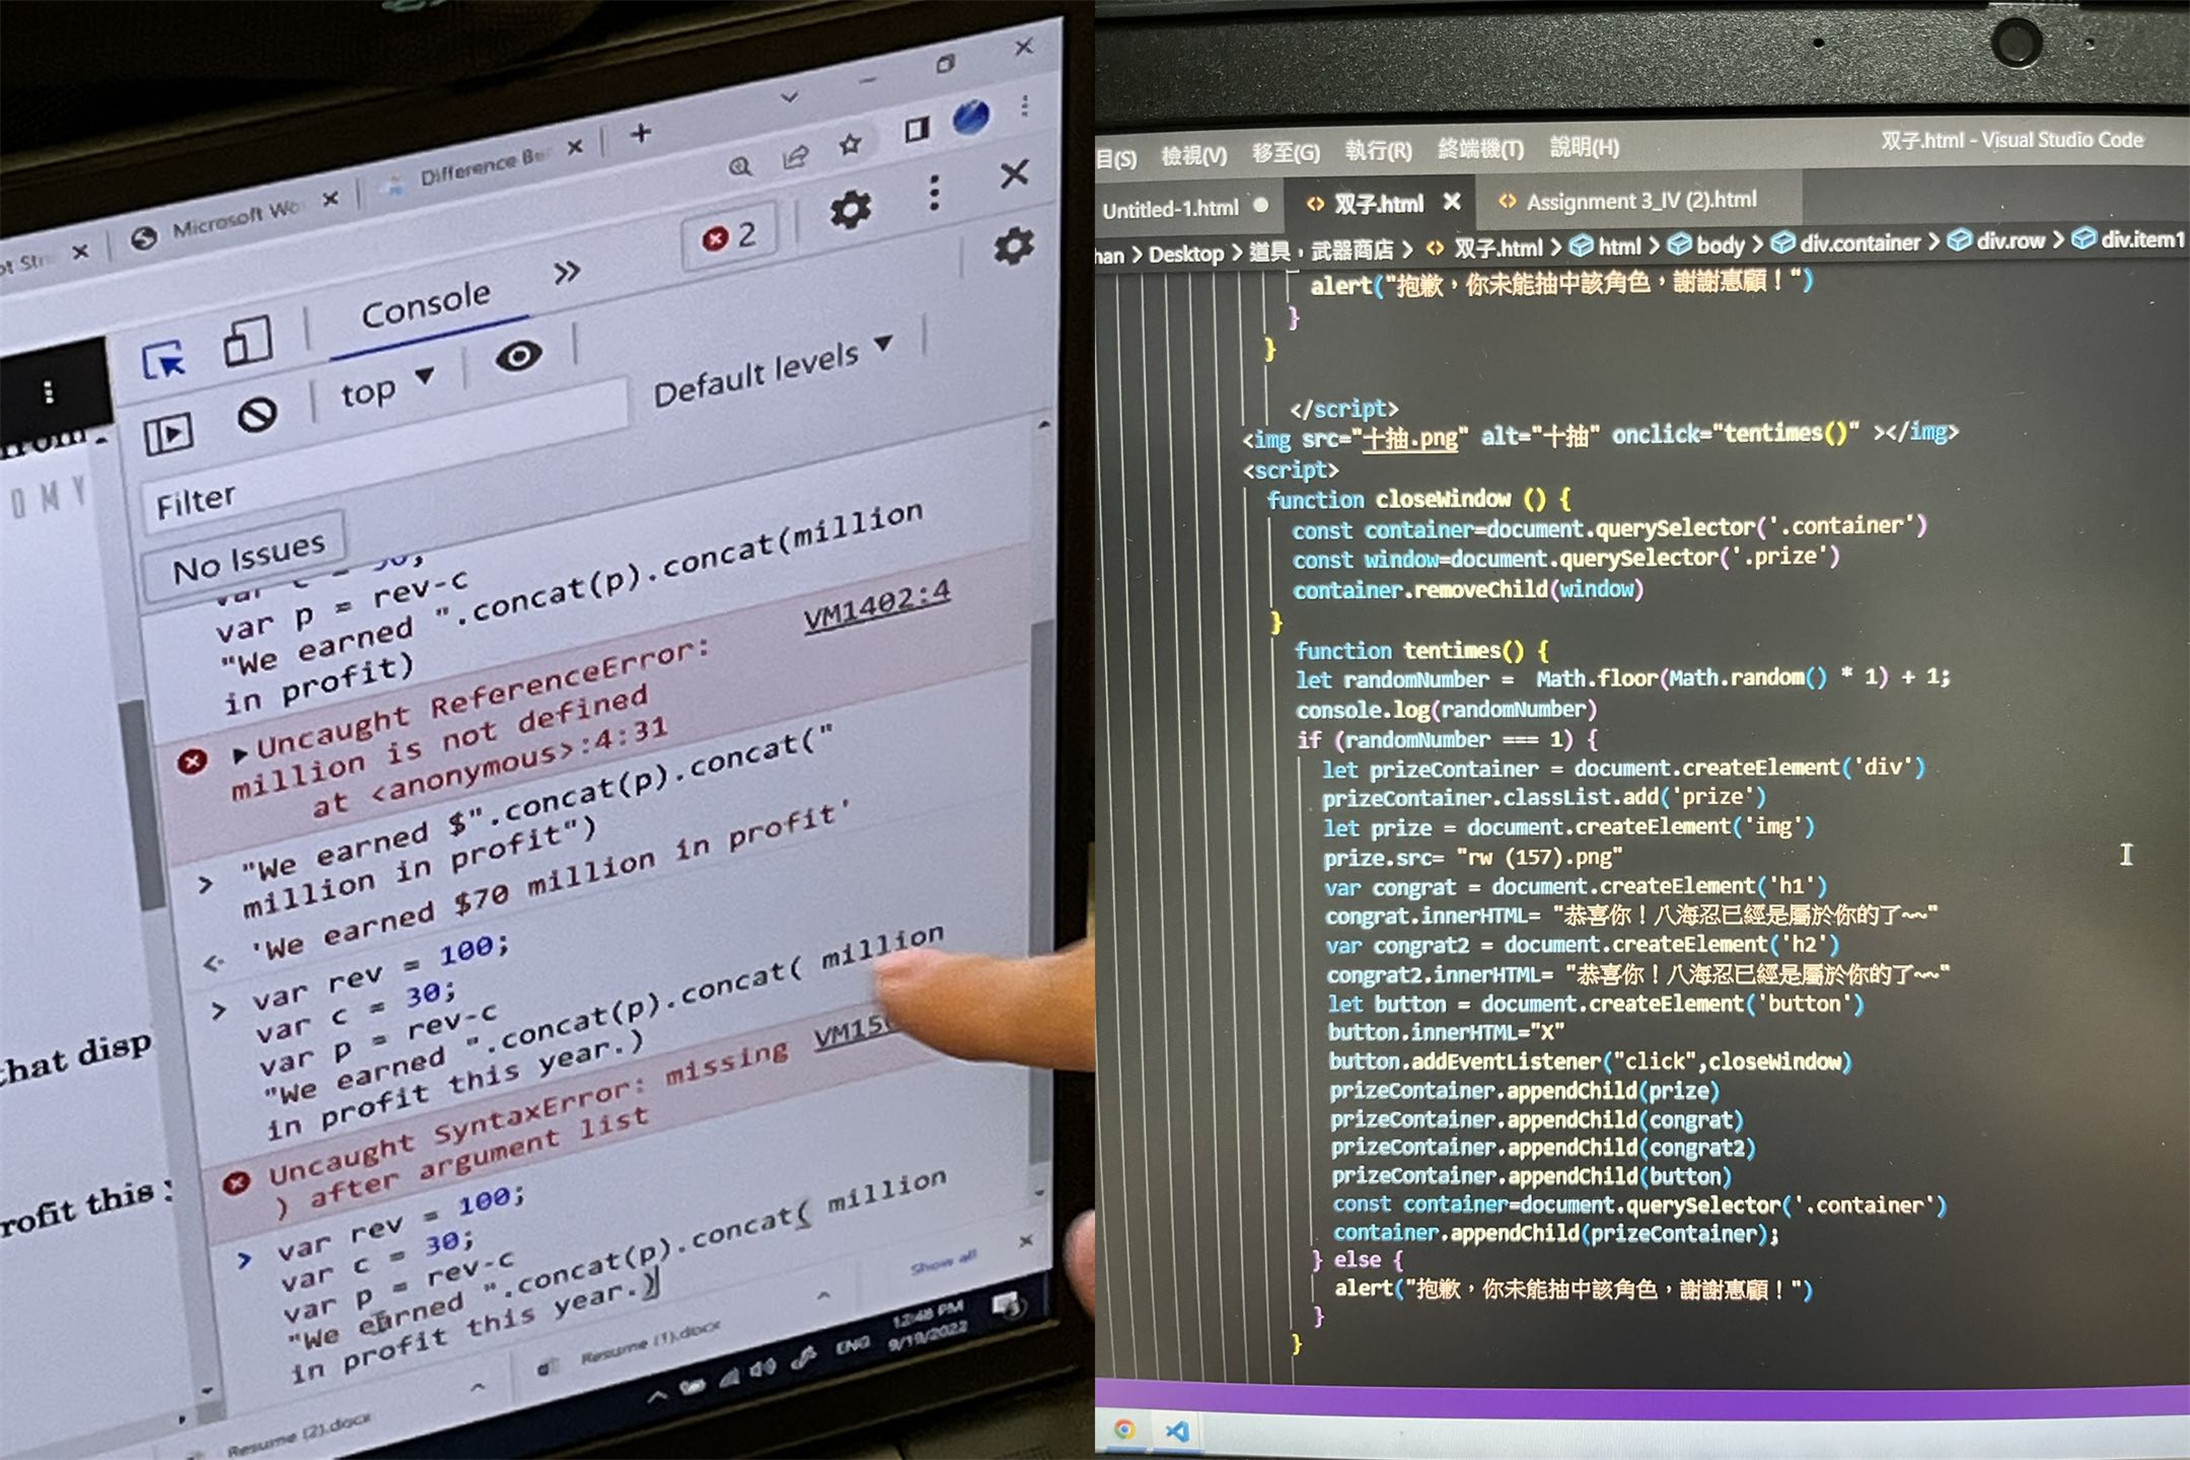 Microsoft Wo
Difference Be
2
Console
top
Default levels
Filter
No Issues
OMY
var p = rev-c
"We earned ".concat(p).concat(million
in profit)
Uncaught ReferenceError:
VM1402:4
million is not defined
at <anonymous>:4:31
"We earned $".concat(p).concat("
million in profit")
'We earned $70 million in profit'
var rev = 100;
var c = 30;
var p = rev-c
"We earned ".concat(p).concat( million
in profit this year.)
Uncaught SyntaxError: missing
) after argument list
var rev = 100;
var c = 30;
var p = rev-c
"We earned ".concat(p).concat( million
in profit this year.)
that disp
rofit this
Show all
Resume (1).docx
Resume (2).docx
ENG
12:48 PM
9/19/2022
目(S) 檢視(V) 移至(G) 執行(R) 終端機(T) 說明(H)
双子.html - Visual Studio Code
Untitled-1.html
双子.html
Assignment 3_IV (2).html
han > Desktop > 道具，武器商店 > 双子.html > html > body > div.container > div.row > div.item1
alert("抱歉，你未能抽中該角色，謝謝惠顧！")
}
}
</script>
<img src="十抽.png" alt="十抽" onclick="tentimes()" ></img>
<script>
function closeWindow () {
const container=document.querySelector('.container')
const window=document.querySelector('.prize')
container.removeChild(window)
}
function tentimes() {
let randomNumber =  Math.floor(Math.random() * 1) + 1;
console.log(randomNumber)
if (randomNumber === 1) {
let prizeContainer = document.createElement('div')
prizeContainer.classList.add('prize')
let prize = document.createElement('img')
prize.src= "rw (157).png"
var congrat = document.createElement('h1')
congrat.innerHTML= "恭喜你！八海忍已經是屬於你的了~~"
var congrat2 = document.createElement('h2')
congrat2.innerHTML= "恭喜你！八海忍已經是屬於你的了~~"
let button = document.createElement('button')
button.innerHTML="X"
button.addEventListener("click",closeWindow)
prizeContainer.appendChild(prize)
prizeContainer.appendChild(congrat)
prizeContainer.appendChild(congrat2)
prizeContainer.appendChild(button)
const container=document.querySelector('.container')
container.appendChild(prizeContainer);
} else {
alert("抱歉，你未能抽中該角色，謝謝惠顧！")
}
}